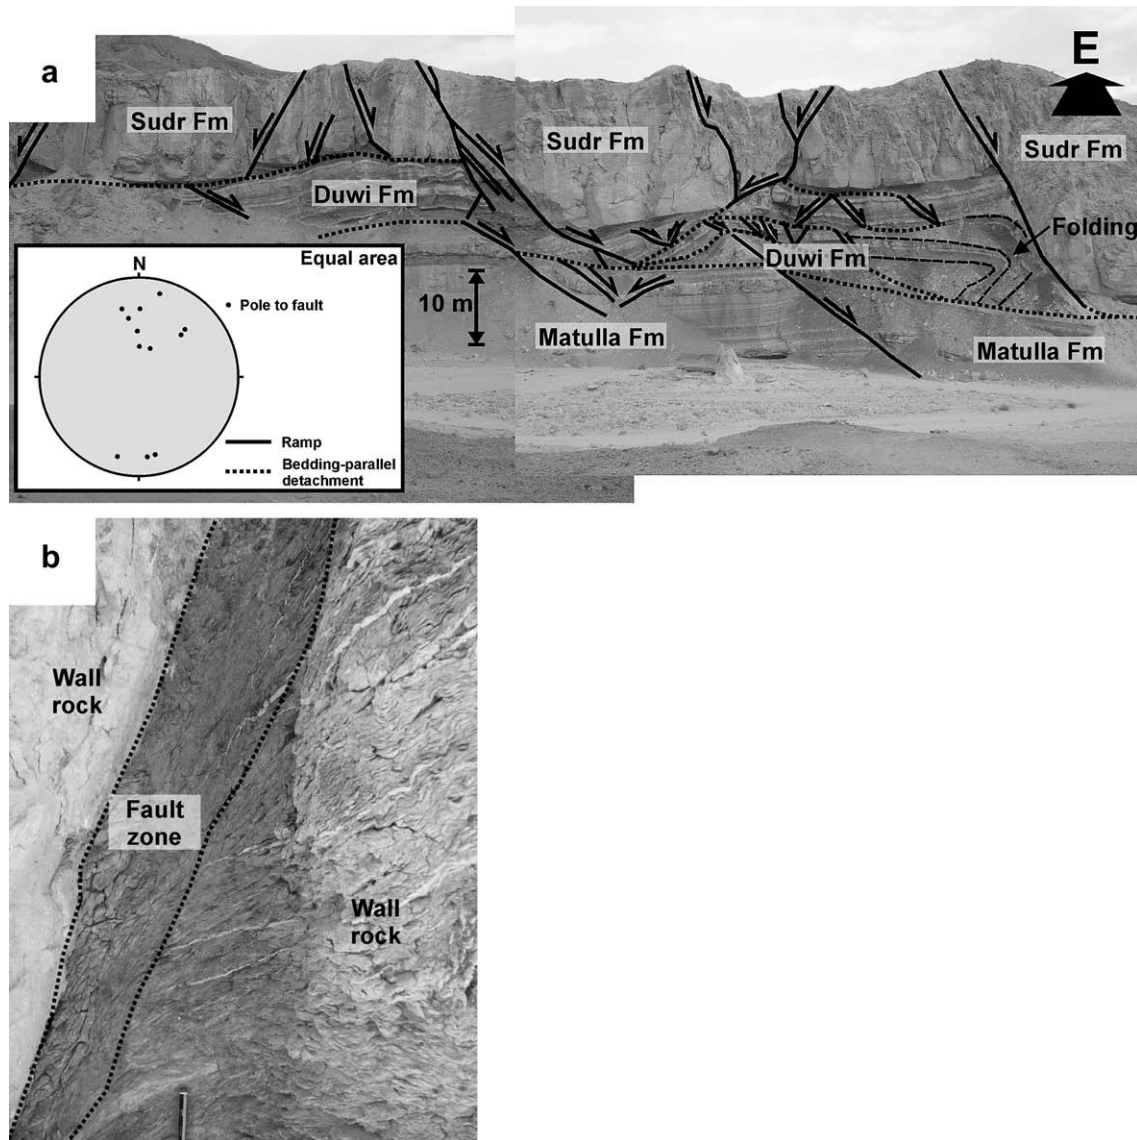 a
E
Sudr Fm
Sudr Fm
Sudr Fm
Duwi Fm
Folding
Duwi Fm
Equal area
N
Pole to fault
10 m
Matulla Fm
Matulla Fm
Ramp
Bedding-parallel
detachment
b
Wall
rock
Fault
zone
Wall
rock